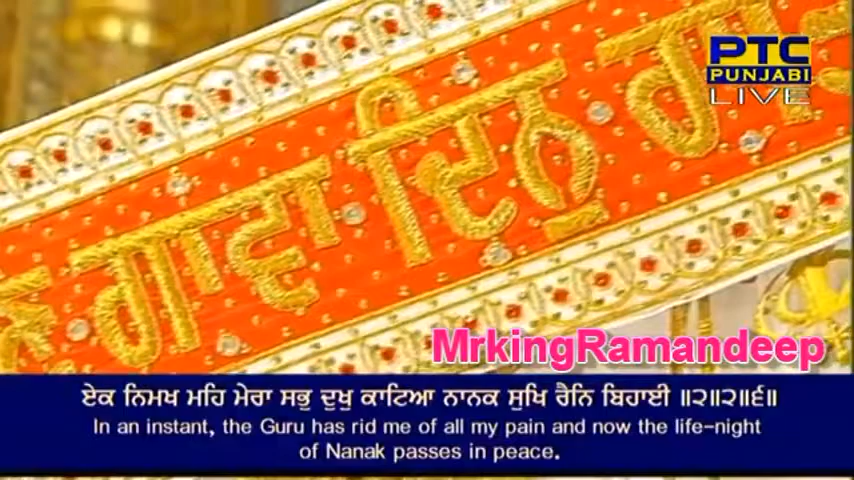 PTC
PUNJABI
LIVE
ਗਾਵਾ ਦਿਨੁ
MrkingRamandeep
ਏਕ ਨਿਮਖ ਮਹਿ ਮੇਰਾ ਸਭੁ ਦੁਖੁ ਕਾਟਿਆ ਨਾਨਕ ਸੁਖਿ ਰੈਨਿ ਬਿਹਾਈ ॥੨॥੨॥੬॥
In an instant, the Guru has rid me of all my pain and now the life-night
of Nanak passes in peace.